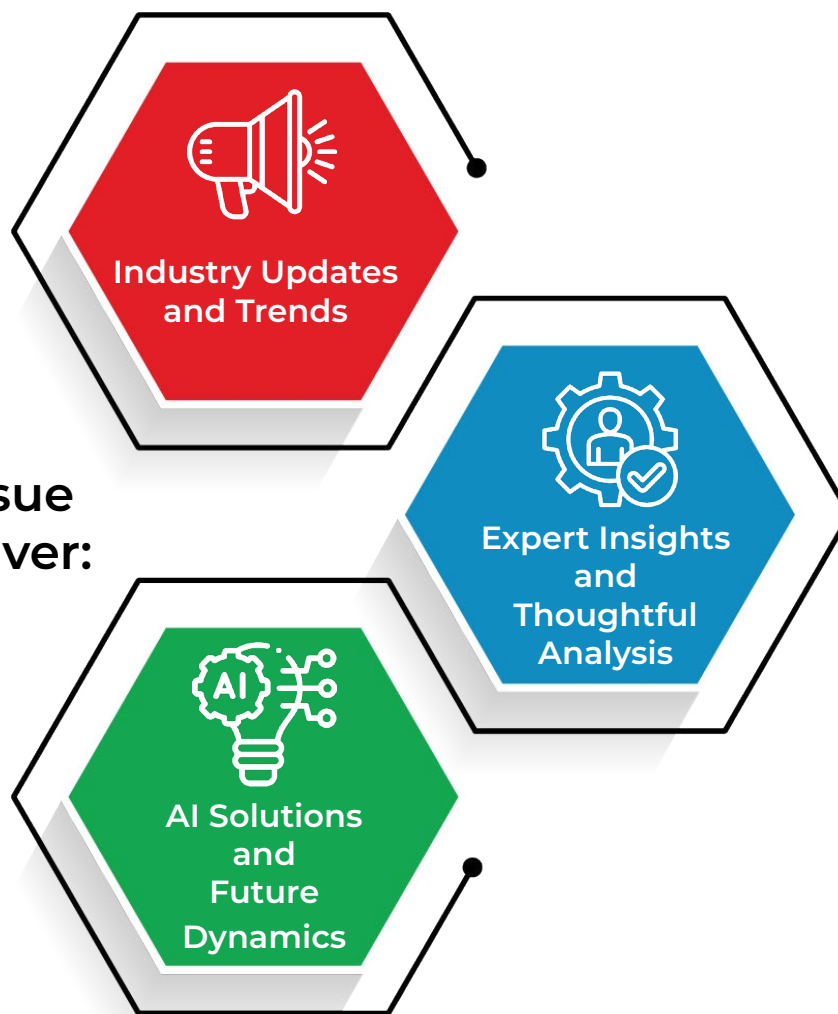 Industry Updates
and Trends
sue
ver:
Expert Insights
and
Thoughtful
Analysis
AI
AI Solutions
and
Future
Dynamics